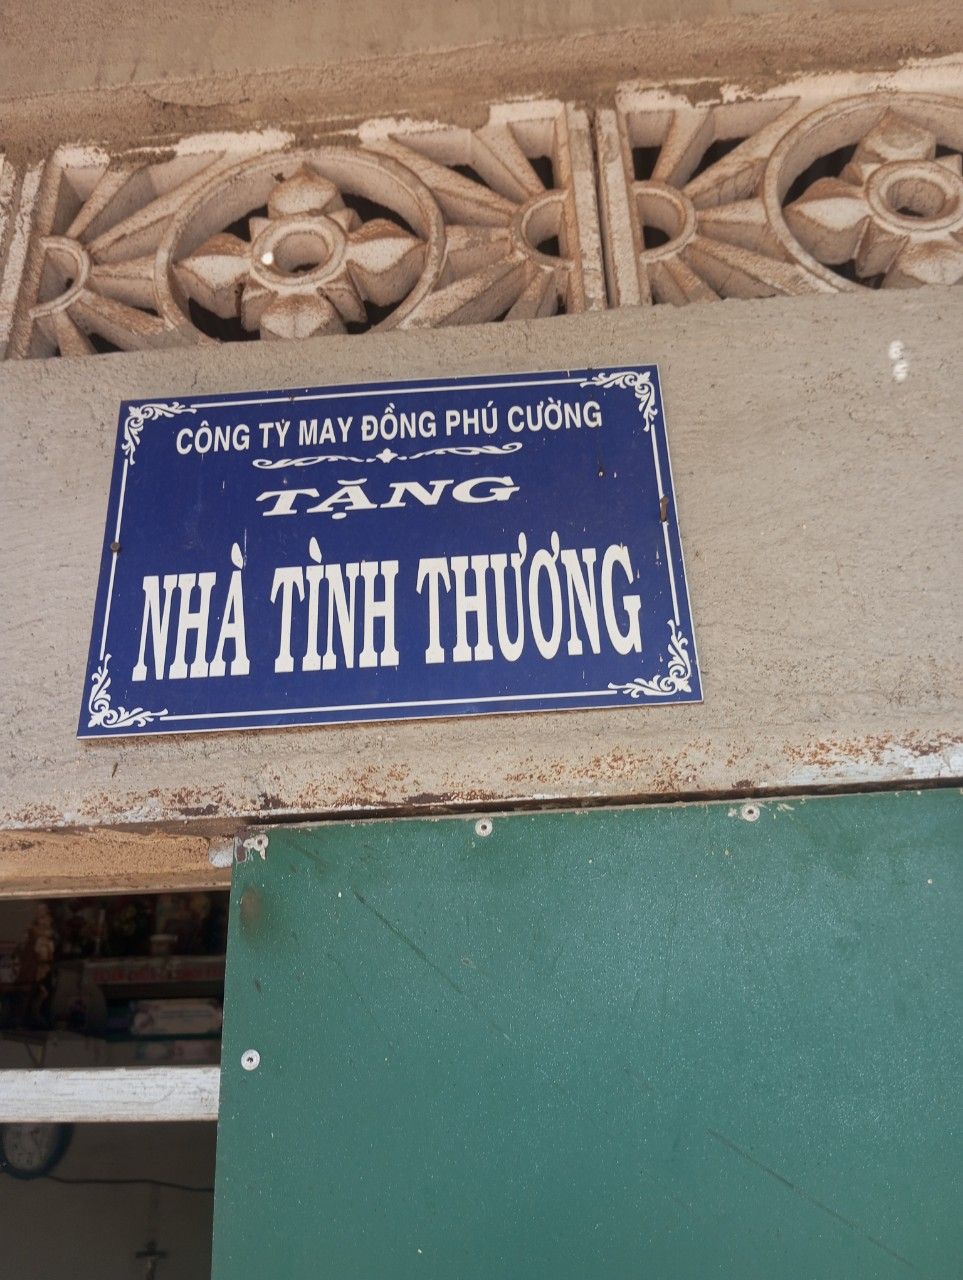 CÔNG TY MAY ĐỒNG PHÚ CƯỜNG
TẶNG
NHÀ TÌNH THƯƠNG